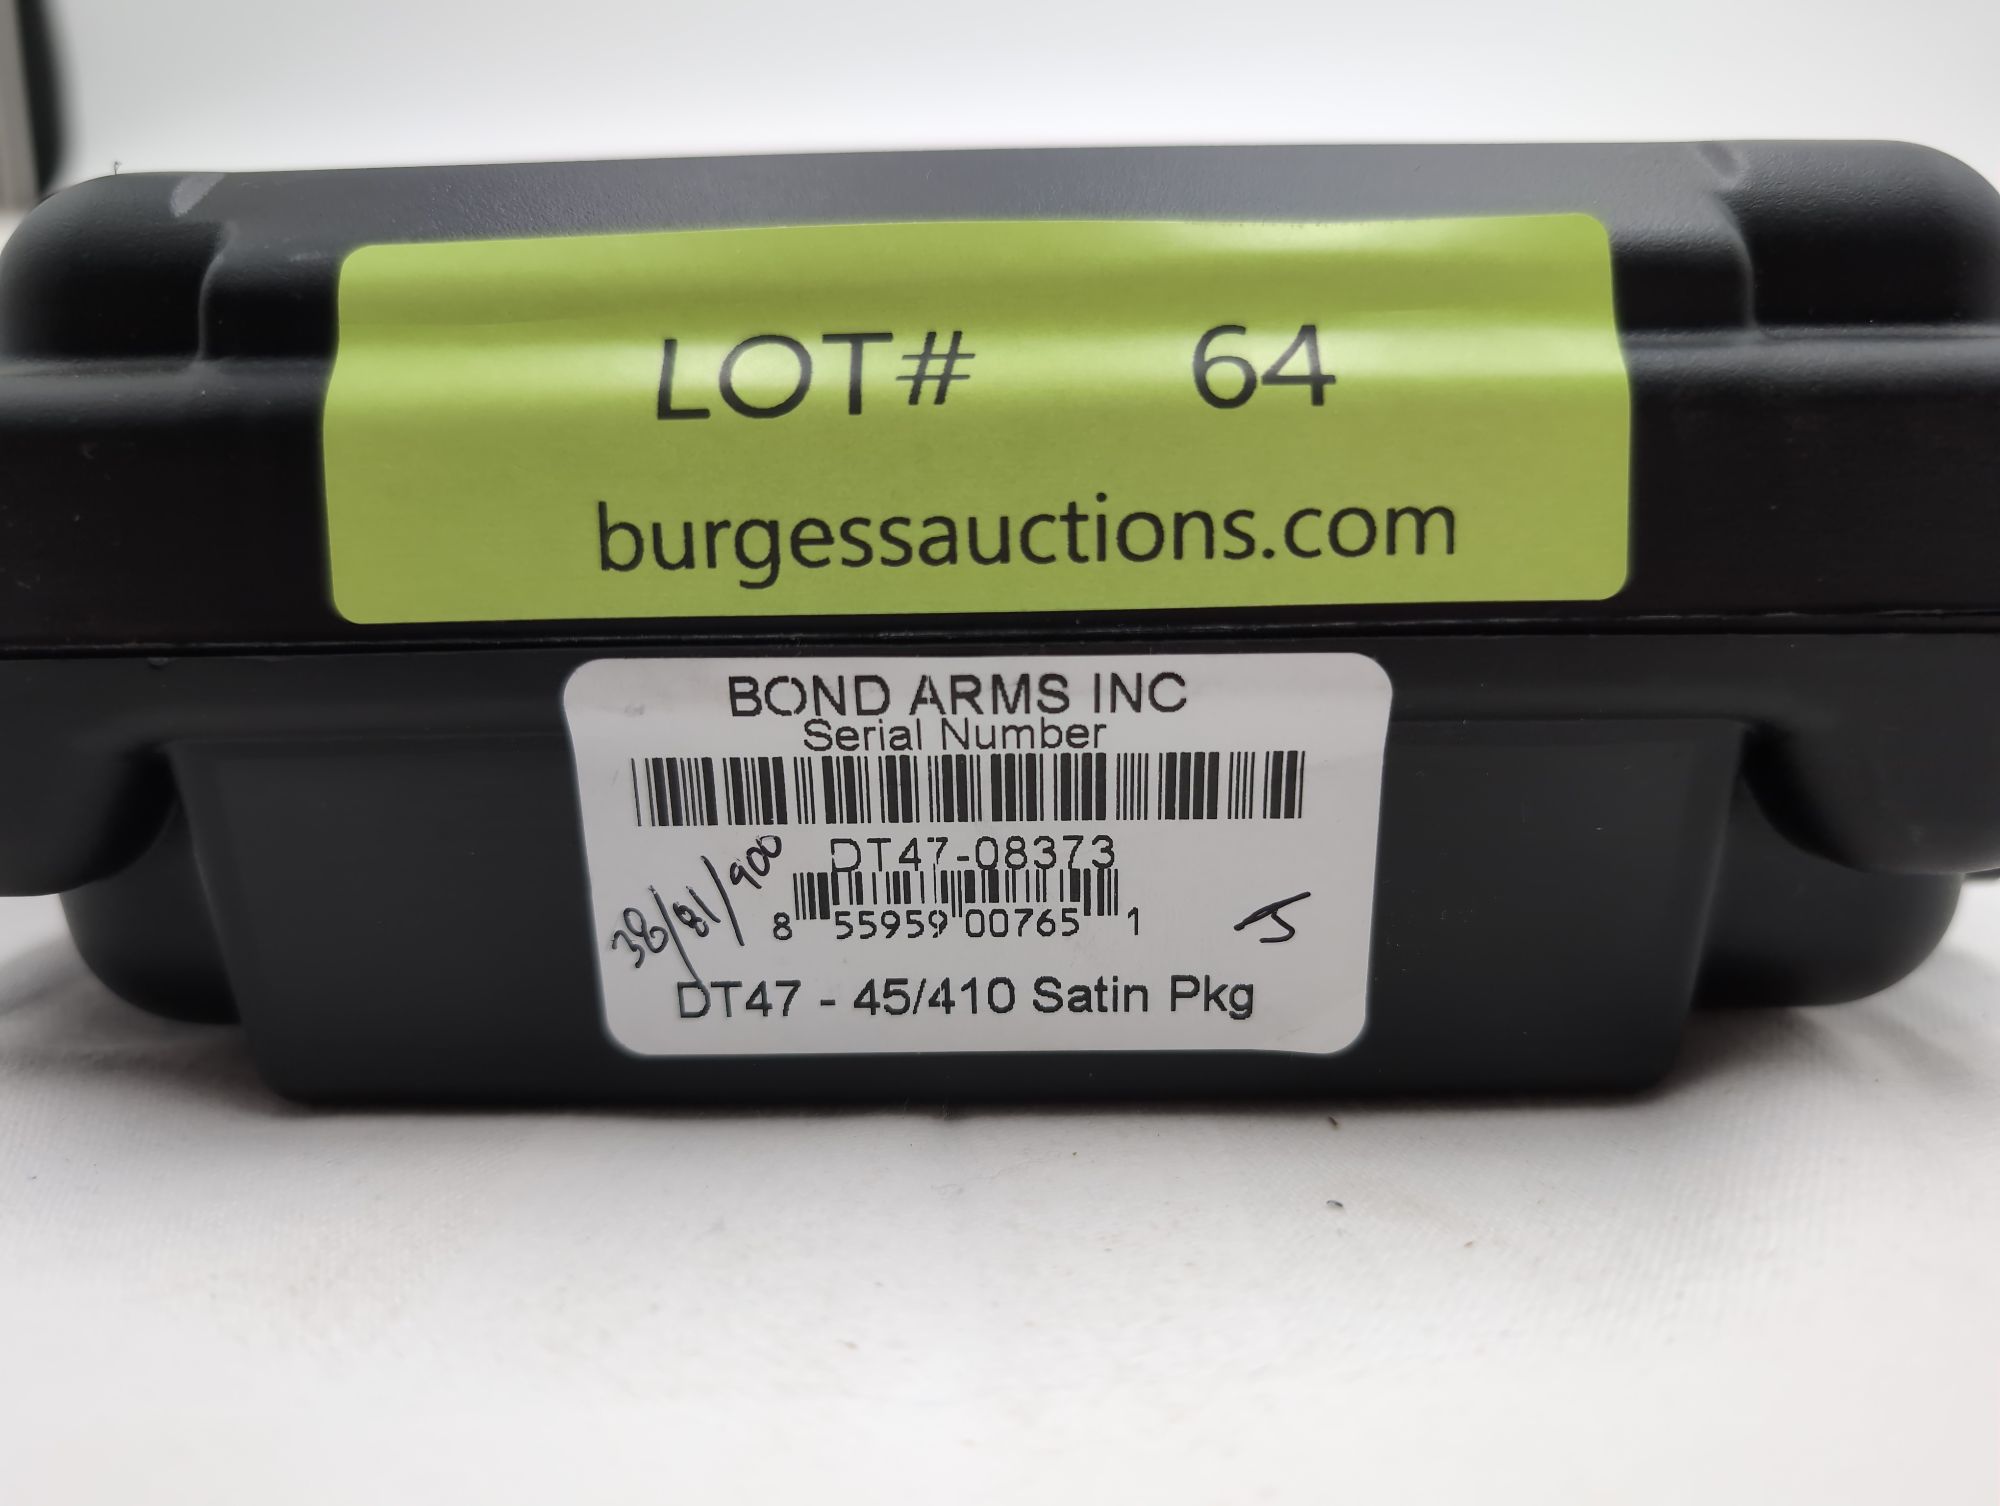 LOT# 64
burgessauctions.com
BOND ARMS INC
Serial Number
DT47-08373
38/81/900
8 55959 00765 1
DT47 - 45/410 Satin Pkg